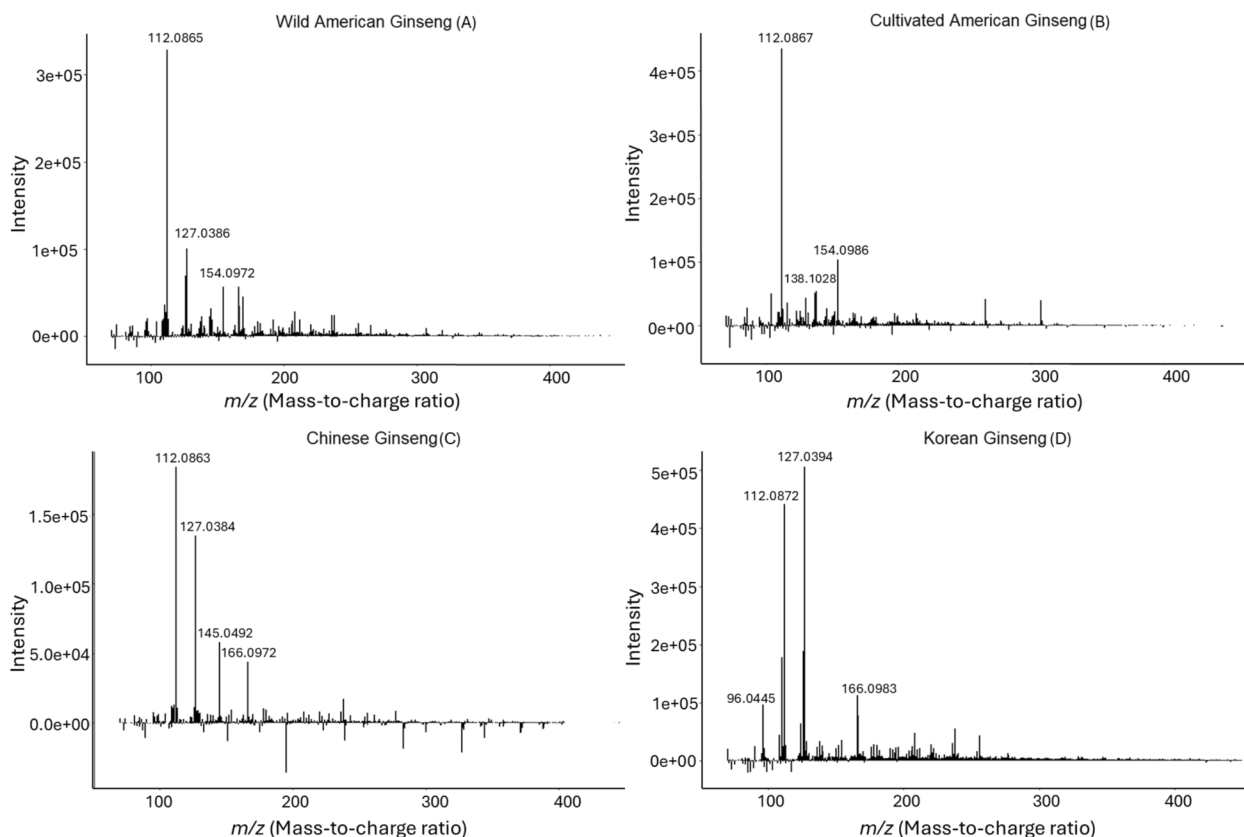 Wild American Ginseng (A)
112.0865
3e+05
2e+05
127.0386
1e+05
154.0972
0e+00
Intensity
100 200 300 400
m/z (Mass-to-charge ratio)
Cultivated American Ginseng (B)
112.0867
4e+05
3e+05
2e+05
154.0986
1e+05
138.1028
0e+00
Intensity
100 200 300 400
m/z (Mass-to-charge ratio)
Chinese Ginseng (C)
112.0863
1.5e+05
127.0384
1.0e+05
145.0492
5.0e+04
166.0972
0.0e+00
Intensity
100 200 300 400
m/z (Mass-to-charge ratio)
Korean Ginseng (D)
127.0394
5e+05
112.0872
4e+05
3e+05
2e+05
96.0445
166.0983
1e+05
0e+00
Intensity
100 200 300 400
m/z (Mass-to-charge ratio)